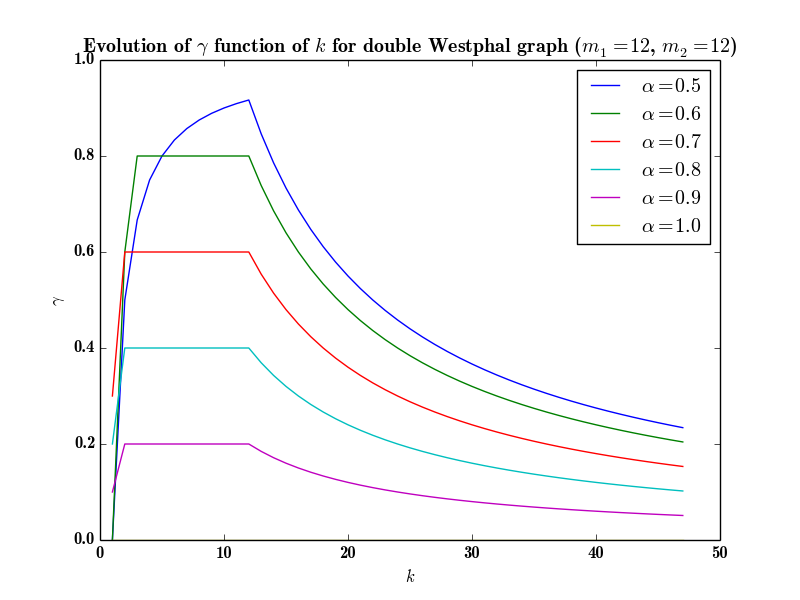 Evolution of γ function of k for double Westphal graph (m₁ =12, m₂ =12)
1.0
0.8
0.6
0.4
0.2
0.0
γ
0 10 20 30 40 50
k
α=0.5
α=0.6
α=0.7
α=0.8
α=0.9
α=1.0